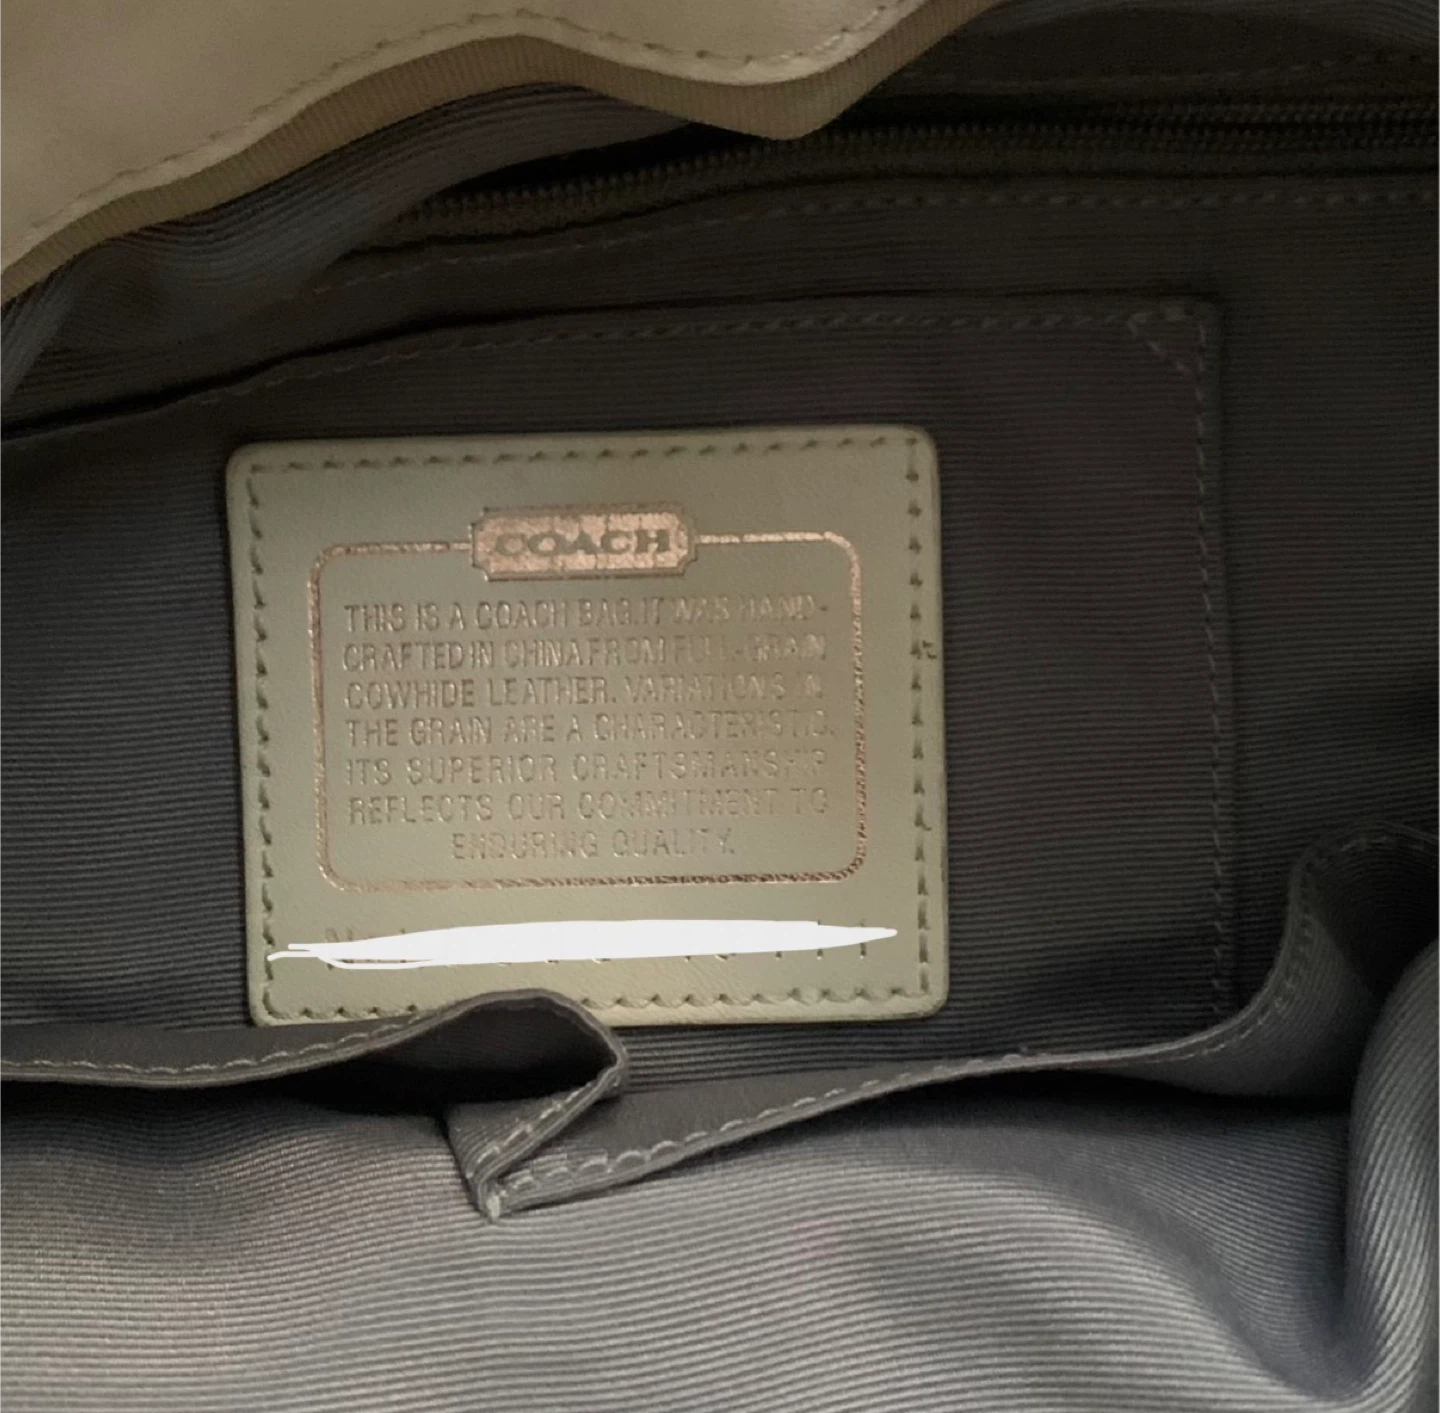 COACH
THIS IS A COACH BAG. IT WAS HAND-
CRAFTED IN CHINA FROM FULL-GRAIN
COWHIDE LEATHER. VARIATIONS IN
THE GRAIN ARE A CHARACTERISTIC.
ITS SUPERIOR CRAFTSMANSHIP
REFLECTS OUR COMMITMENT TO
ENDURING QUALITY.